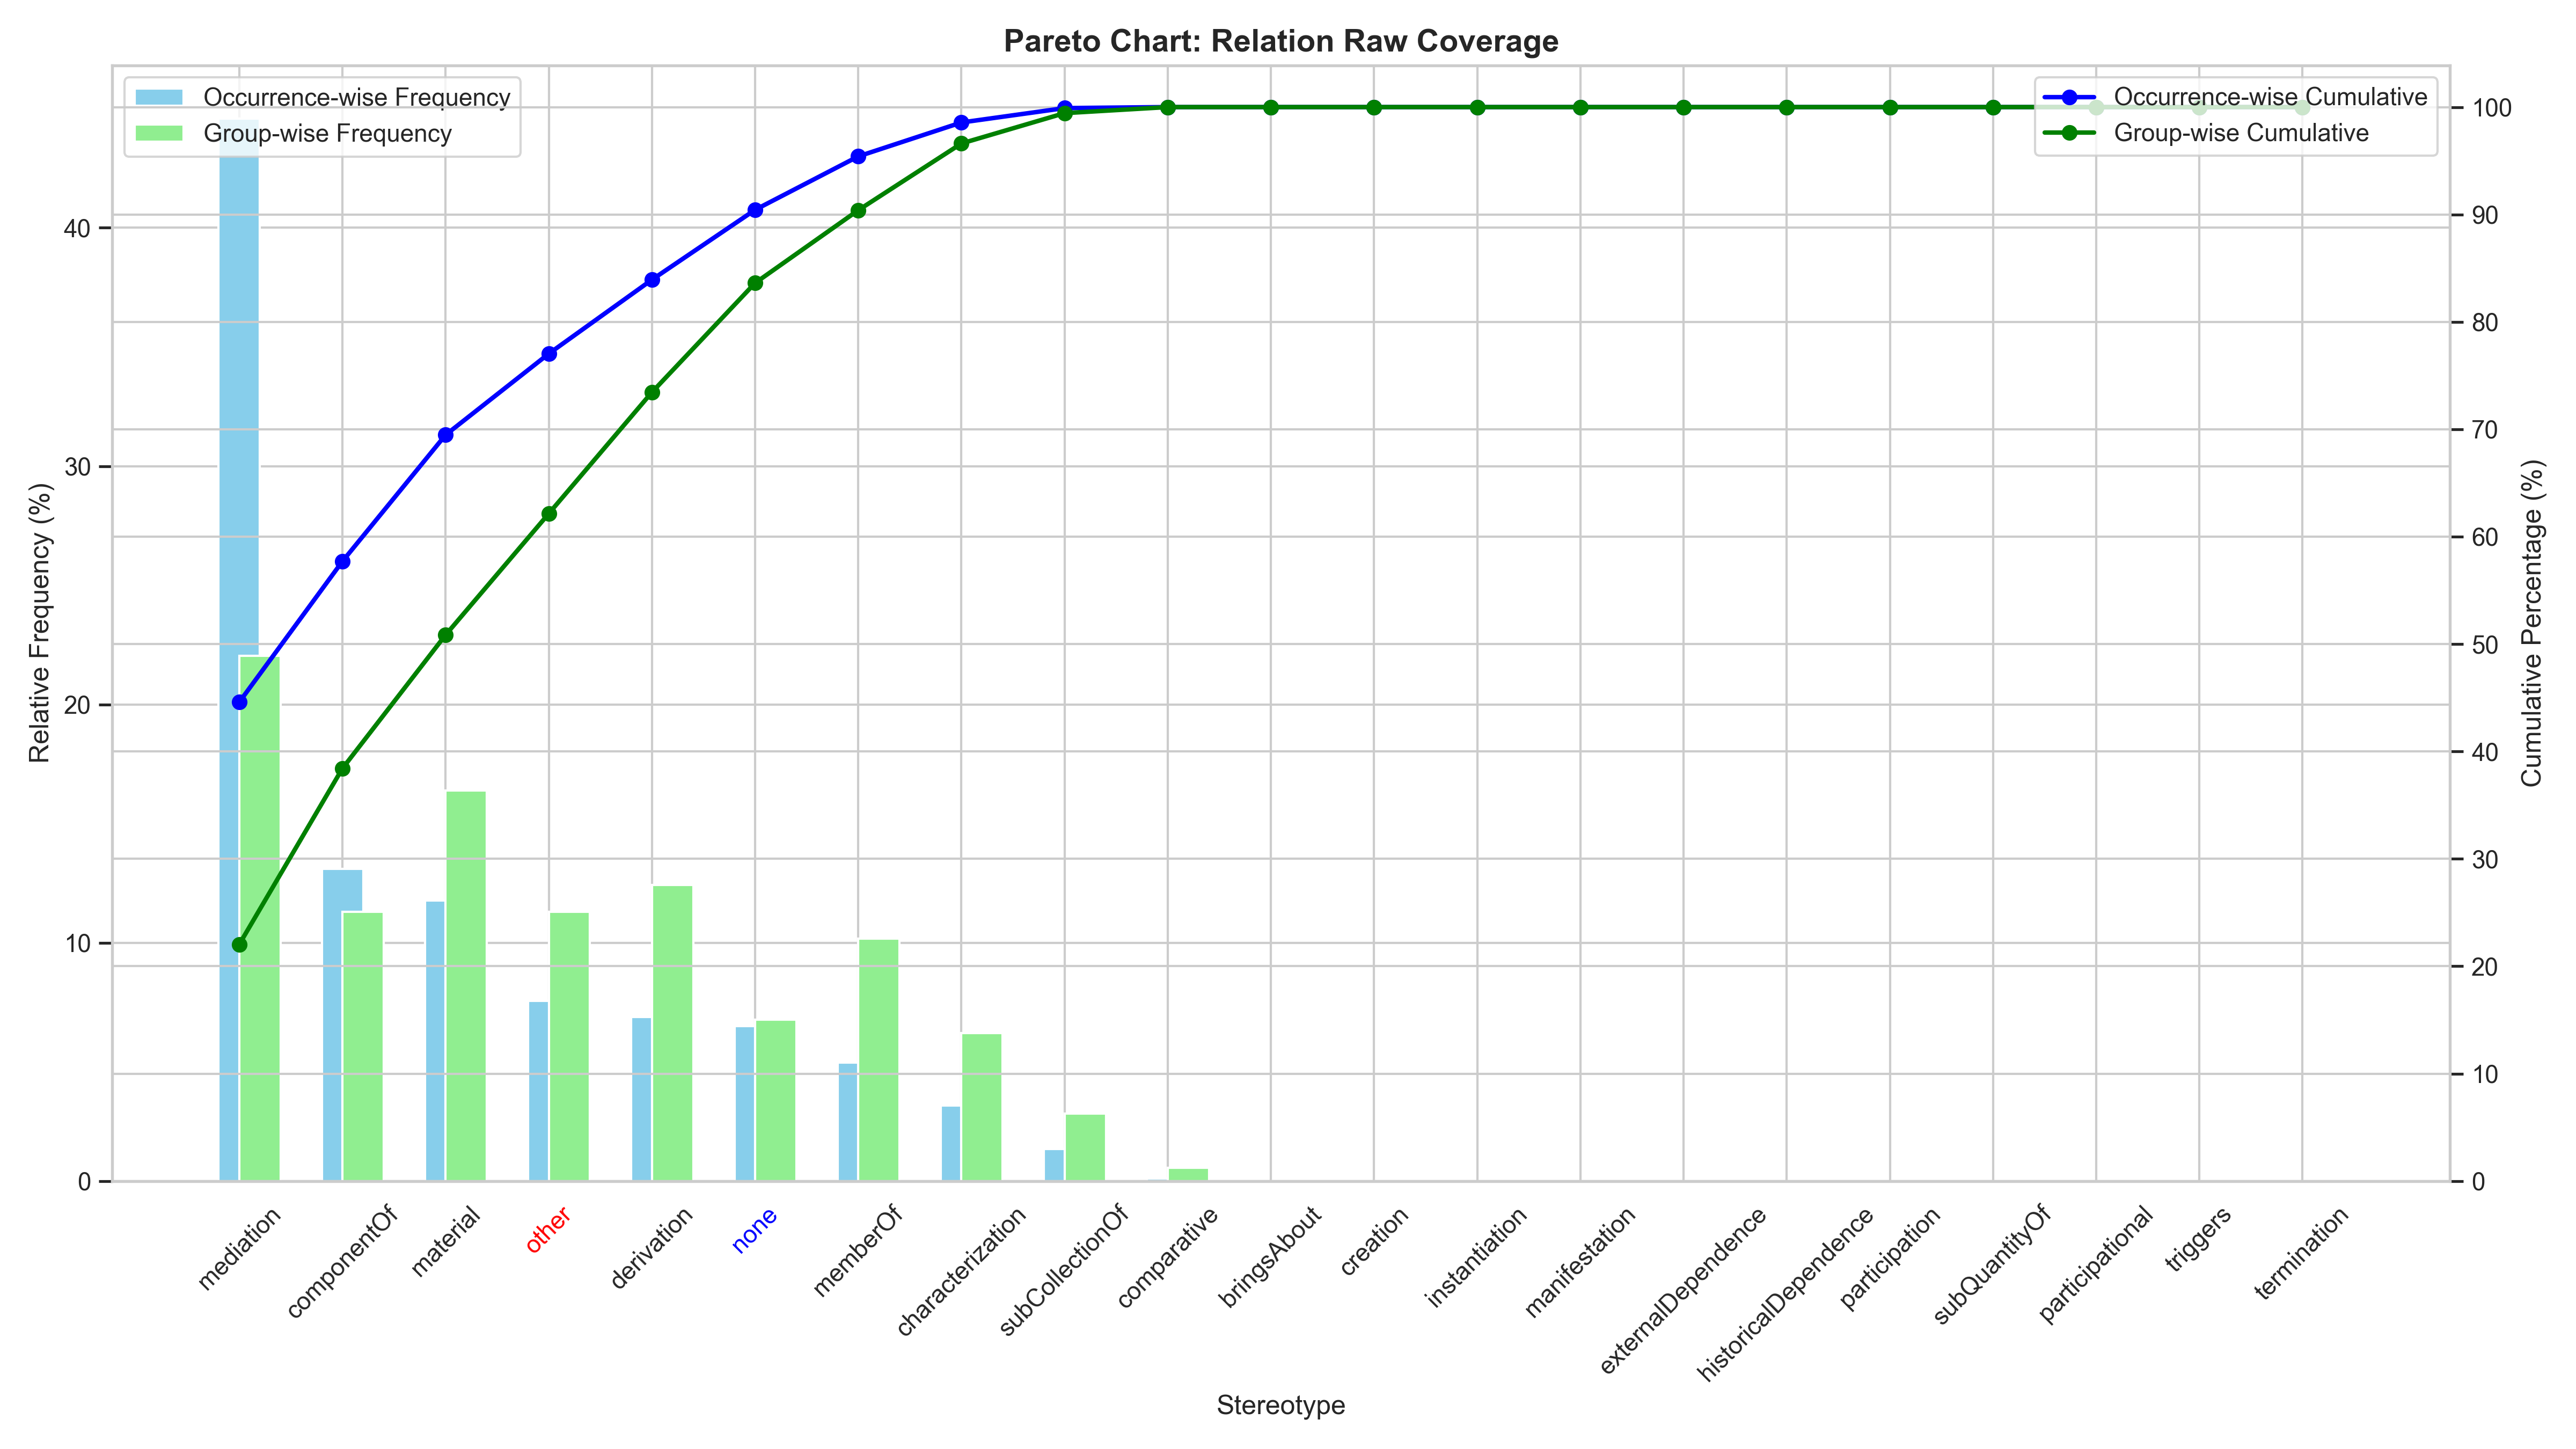 Pareto Chart: Relation Raw Coverage
Occurrence-wise Frequency
Group-wise Frequency
Occurrence-wise Cumulative
Group-wise Cumulative
Relative Frequency (%)
40
30
20
10
0
Cumulative Percentage (%)
100
90
80
70
60
50
40
30
20
10
0
mediation
componentOf
material
other
derivation
none
memberOf
characterization
subCollectionOf
comparative
bringsAbout
creation
instantiation
manifestation
externalDependence
historicalDependence
participation
subQuantityOf
participational
triggers
termination
Stereotype